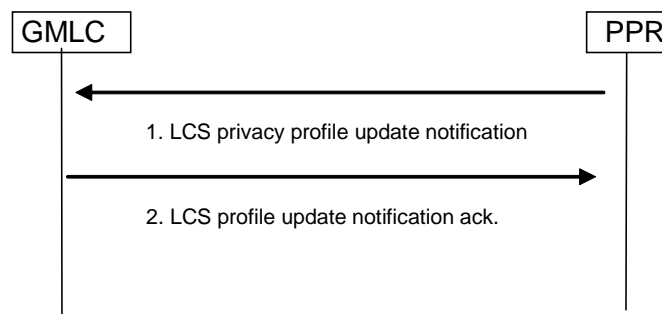 GMLC
PPR
1. LCS privacy profile update notification
2. LCS profile update notification ack.